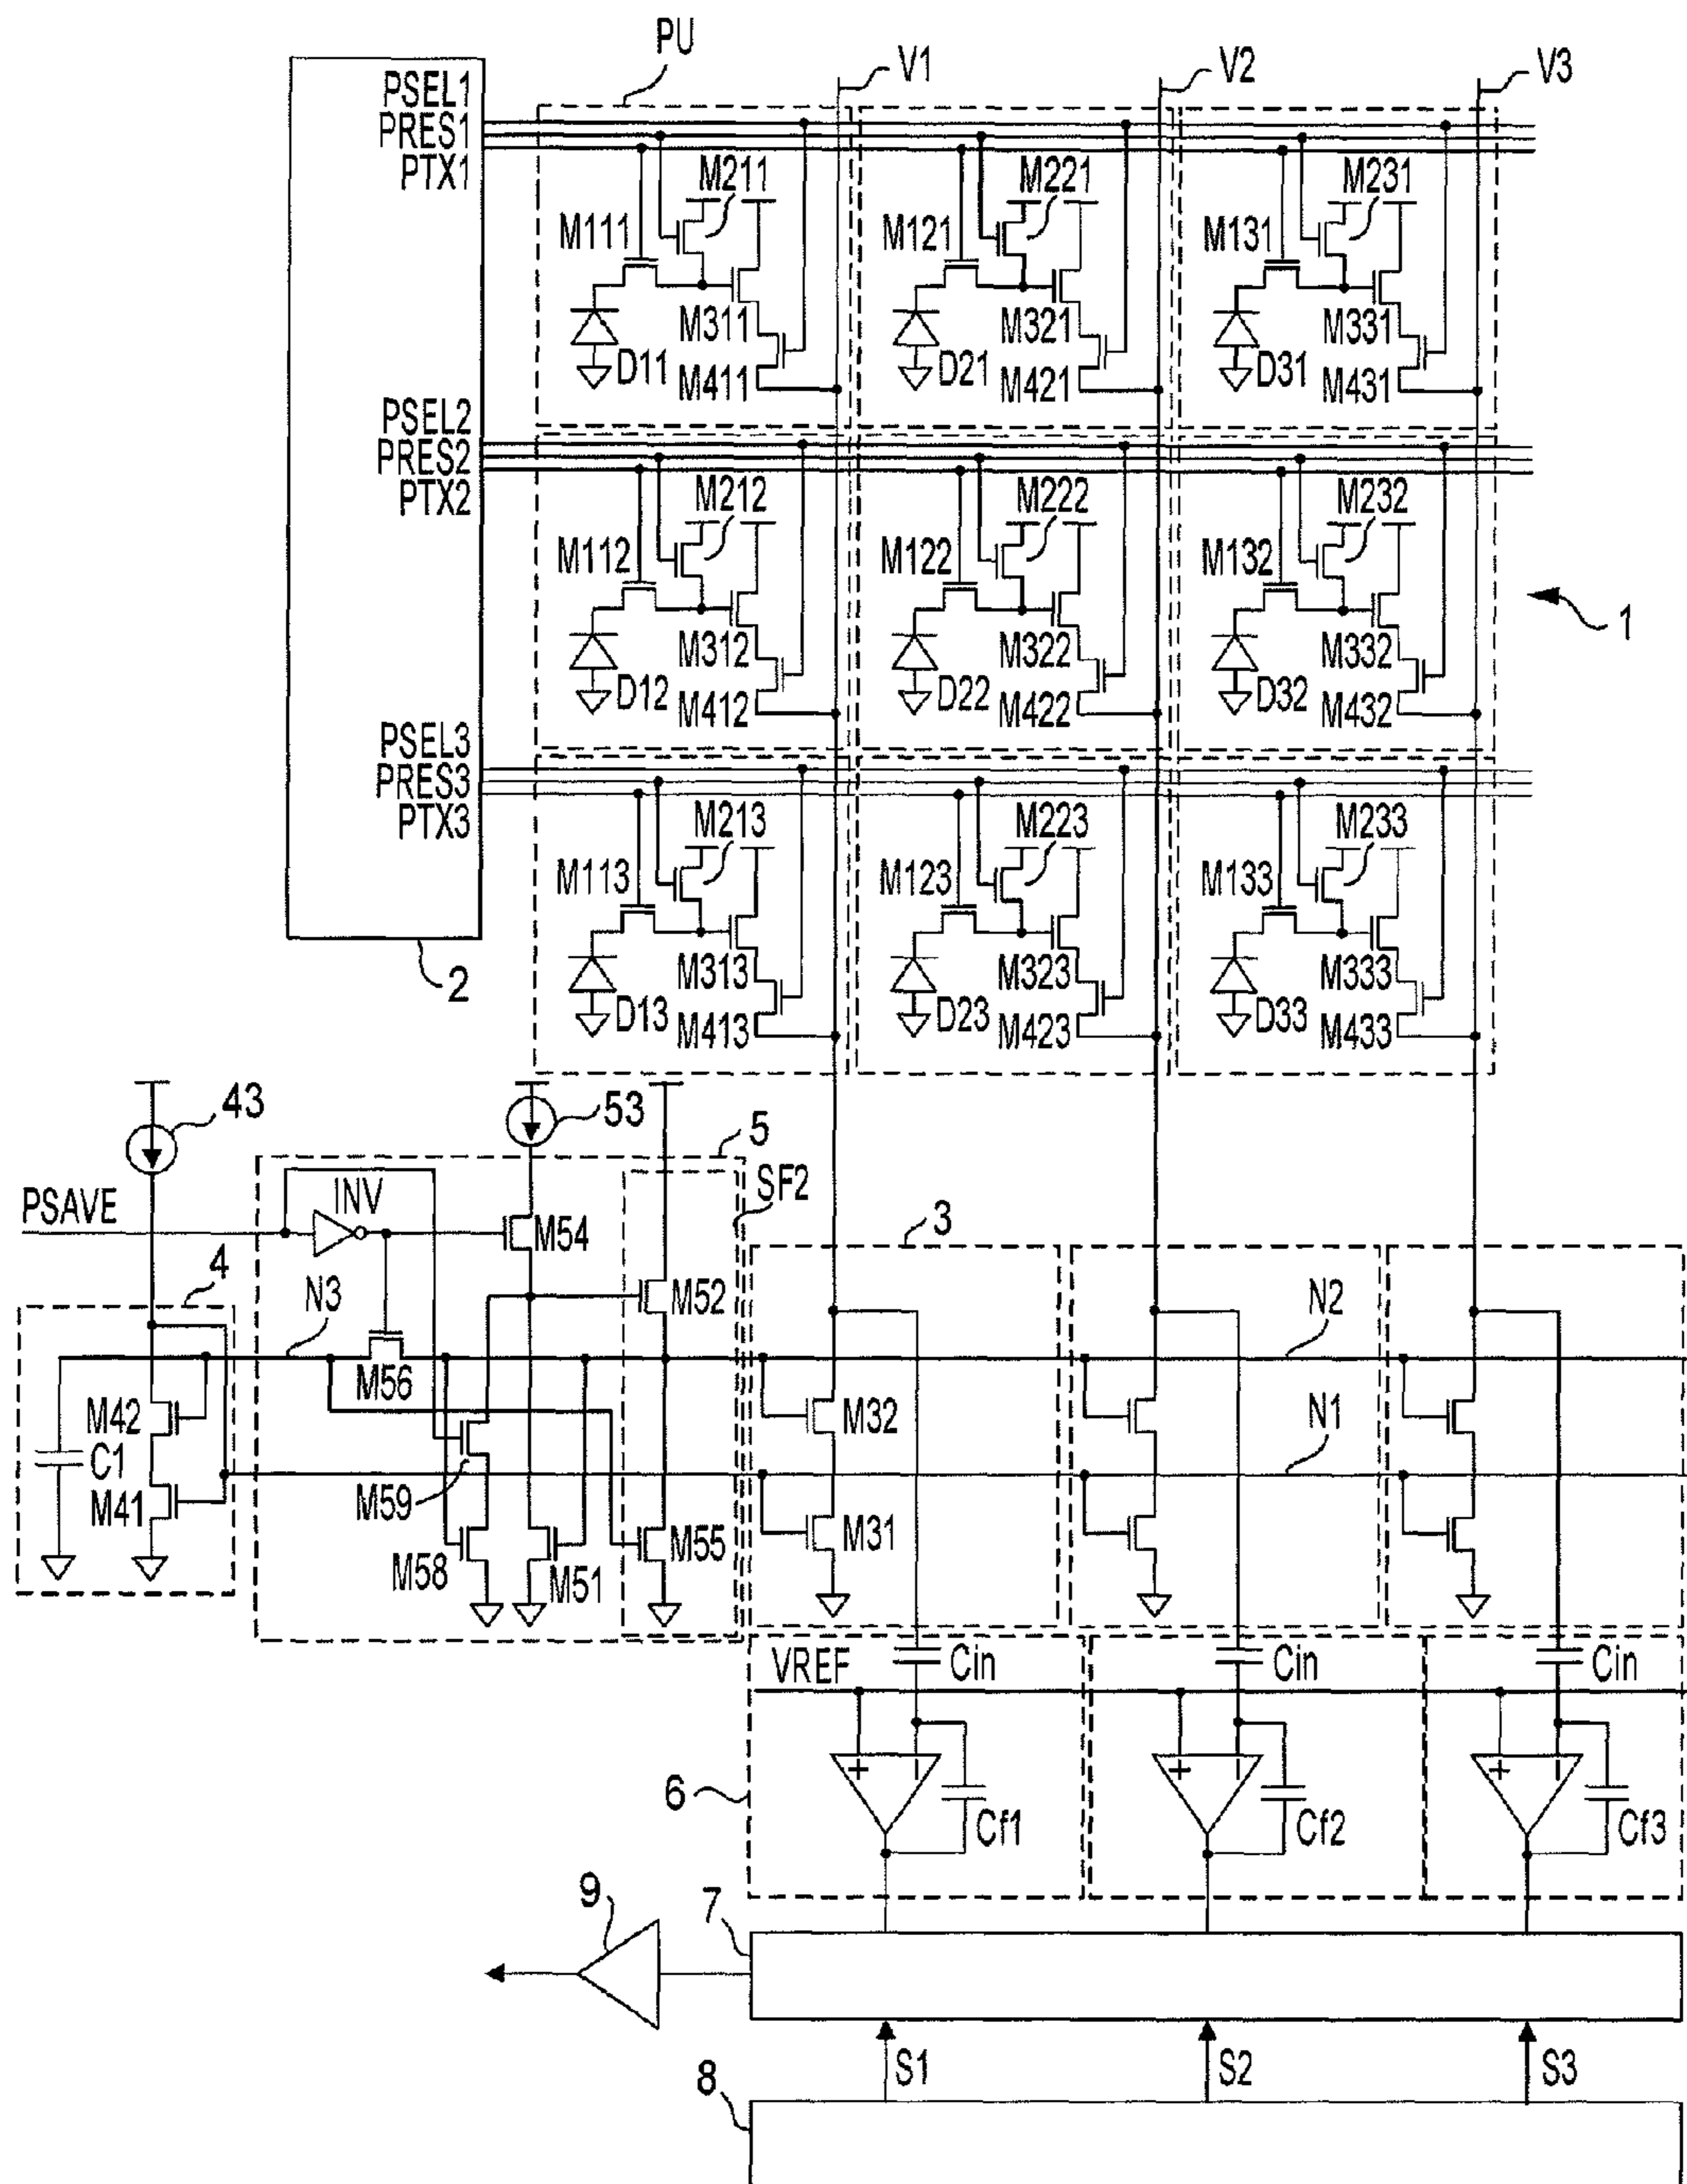 PU
V1
V2
V3
PSEL1
PRES1
PTX1
M211
M221
M231
M111
M121
M131
M311
M321
M331
D11
D21
D31
M411
M421
M431
PSEL2
PRES2
PTX2
M212
M222
M232
M112
M122
M132
1
M312
M322
M332
D12
D22
D32
M412
M422
M432
PSEL3
PRES3
PTX3
M213
M223
M233
M113
M123
M133
2
M313
M323
M333
D13
D23
D33
M413
M423
M433
43
53
5
SF2
PSAVE
INV
M54
3
4
N3
M52
N2
M56
M42
M32
N1
C1
M59
M41
M58
M51
M55
M31
VREF
Cin
Cin
Cin
+
−
+
−
+
−
6
Cf1
Cf2
Cf3
9
7
S1
S2
S3
8